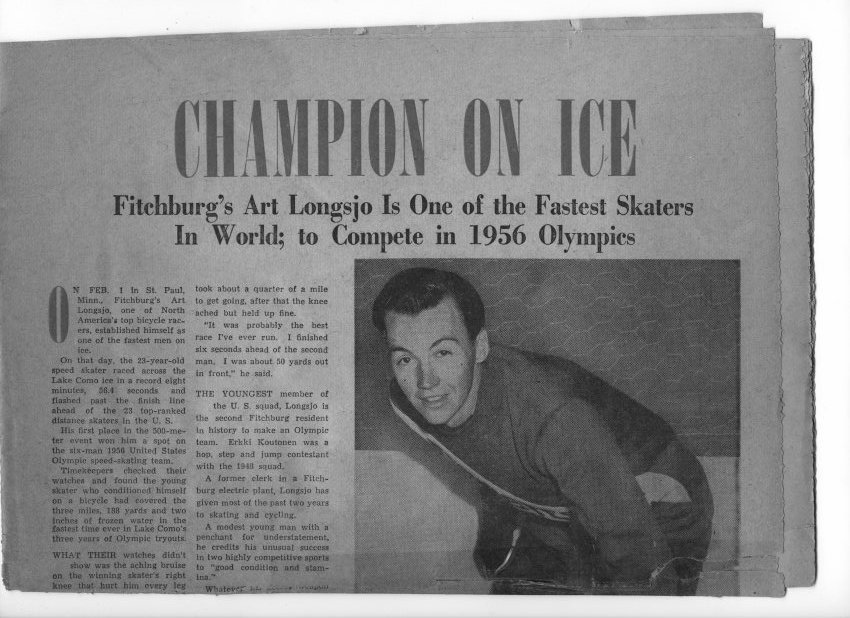 CHAMPION ON ICE
Fitchburg's Art Longsjo Is One of the Fastest Skaters
In World; to Compete in 1956 Olympics
ON FEB. 1 in St. Paul,
Minn., Fitchburg's Art
Longsjo, one of North
America's top bicycle rac-
ers, established himself as
one of the fastest men on
ice.
On that day, the 23-year-old
speed skater raced across the
Lake Como ice in a record eight
minutes, 56.4 seconds and
flashed past the finish line
ahead of the 23 top-ranked
distance skaters in the U. S.
His first place in the 500-me-
ter event won him a spot on
the six-man 1956 United States
Olympic speed-skating team.
Timekeepers checked their
watches and found the young
skater who conditioned himself
on a bicycle had covered the
three miles, 188 yards and two
inches of frozen water in the
fastest time ever in Lake Como's
three years of Olympic tryouts.
WHAT THEIR watches didn't
show was the aching bruise
on the winning skater's right
knee that hurt him every leg
took about a quarter of a mile
to get going, after that the knee
ached but held up fine.
"It was probably the best
race I've ever run. I finished
six seconds ahead of the second
man. I was about 50 yards out
in front," he said.
THE YOUNGEST member of
the U. S. squad, Longsjo is
the second Fitchburg resident
in history to make an Olympic
team. Erkki Koutonen was a
hop, step and jump contestant
with the 1948 squad.
A former clerk in a Fitch-
burg electric plant, Longsjo has
given most of the past two years
to skating and cycling.
A modest young man with a
penchant for understatement,
he credits his unusual success
in two highly competitive sports
to "good condition and stam-
ina."
Whatever his